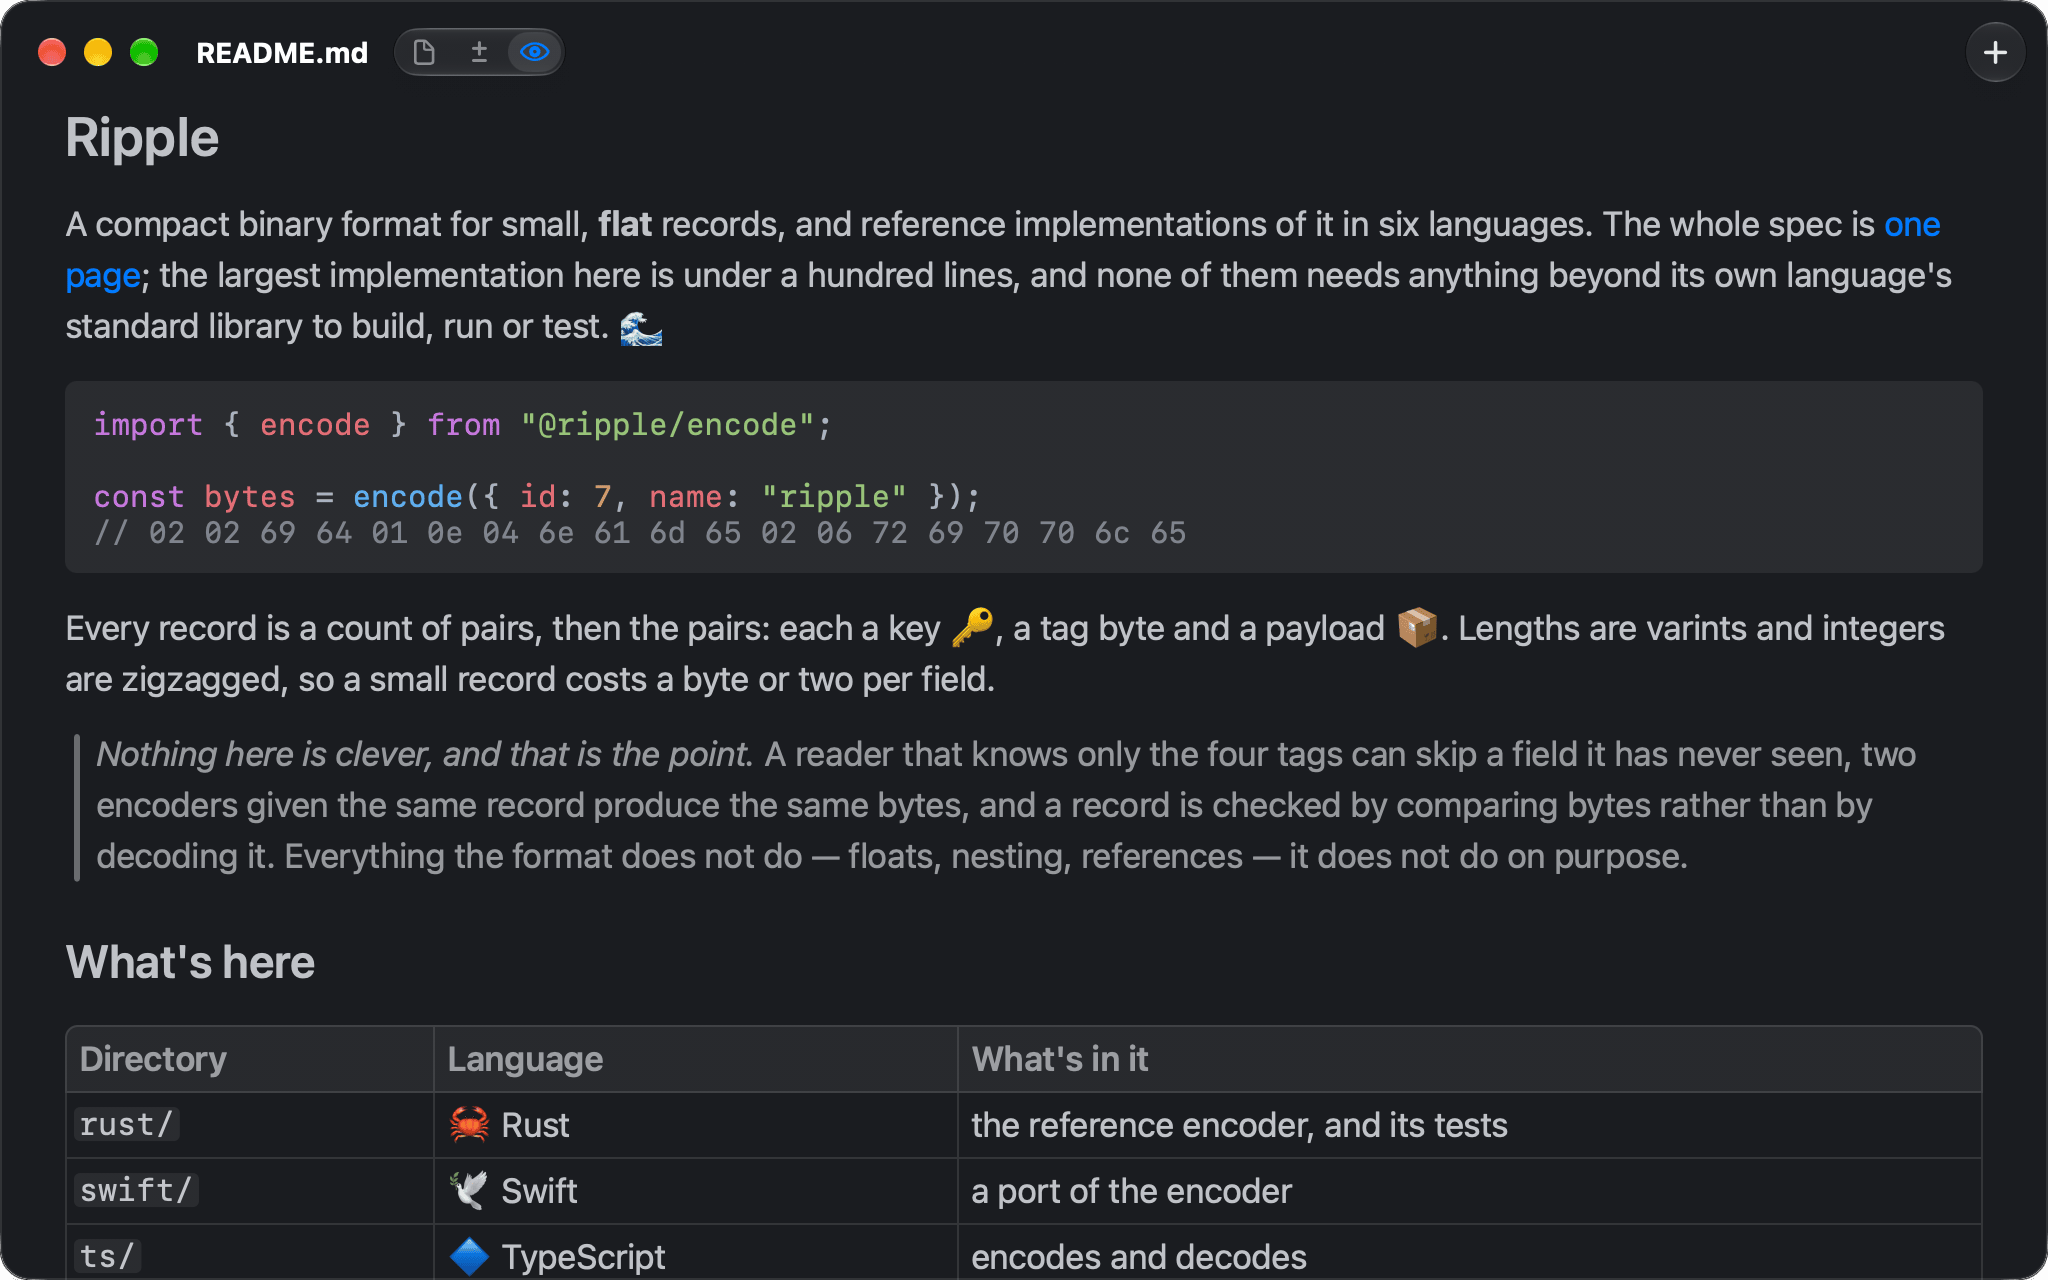 README.md
Ripple
A compact binary format for small, flat records, and reference implementations of it in six languages. The whole spec is one
page; the largest implementation here is under a hundred lines, and none of them needs anything beyond its own language's
standard library to build, run or test. 🌊
import { encode } from "@ripple/encode";
const bytes = encode({ id: 7, name: "ripple" });
// 02 02 69 64 01 0e 04 6e 61 6d 65 02 06 72 69 70 70 6c 65
Every record is a count of pairs, then the pairs: each a key 🔑, a tag byte and a payload 📦. Lengths are varints and integers
are zigzagged, so a small record costs a byte or two per field.
Nothing here is clever, and that is the point. A reader that knows only the four tags can skip a field it has never seen, two
encoders given the same record produce the same bytes, and a record is checked by comparing bytes rather than by
decoding it. Everything the format does not do — floats, nesting, references — it does not do on purpose.
What's here
Directory Language What's in it
rust/ 🦀 Rust the reference encoder, and its tests
swift/ 🕊️ Swift a port of the encoder
ts/ 🔷 TypeScript encodes and decodes